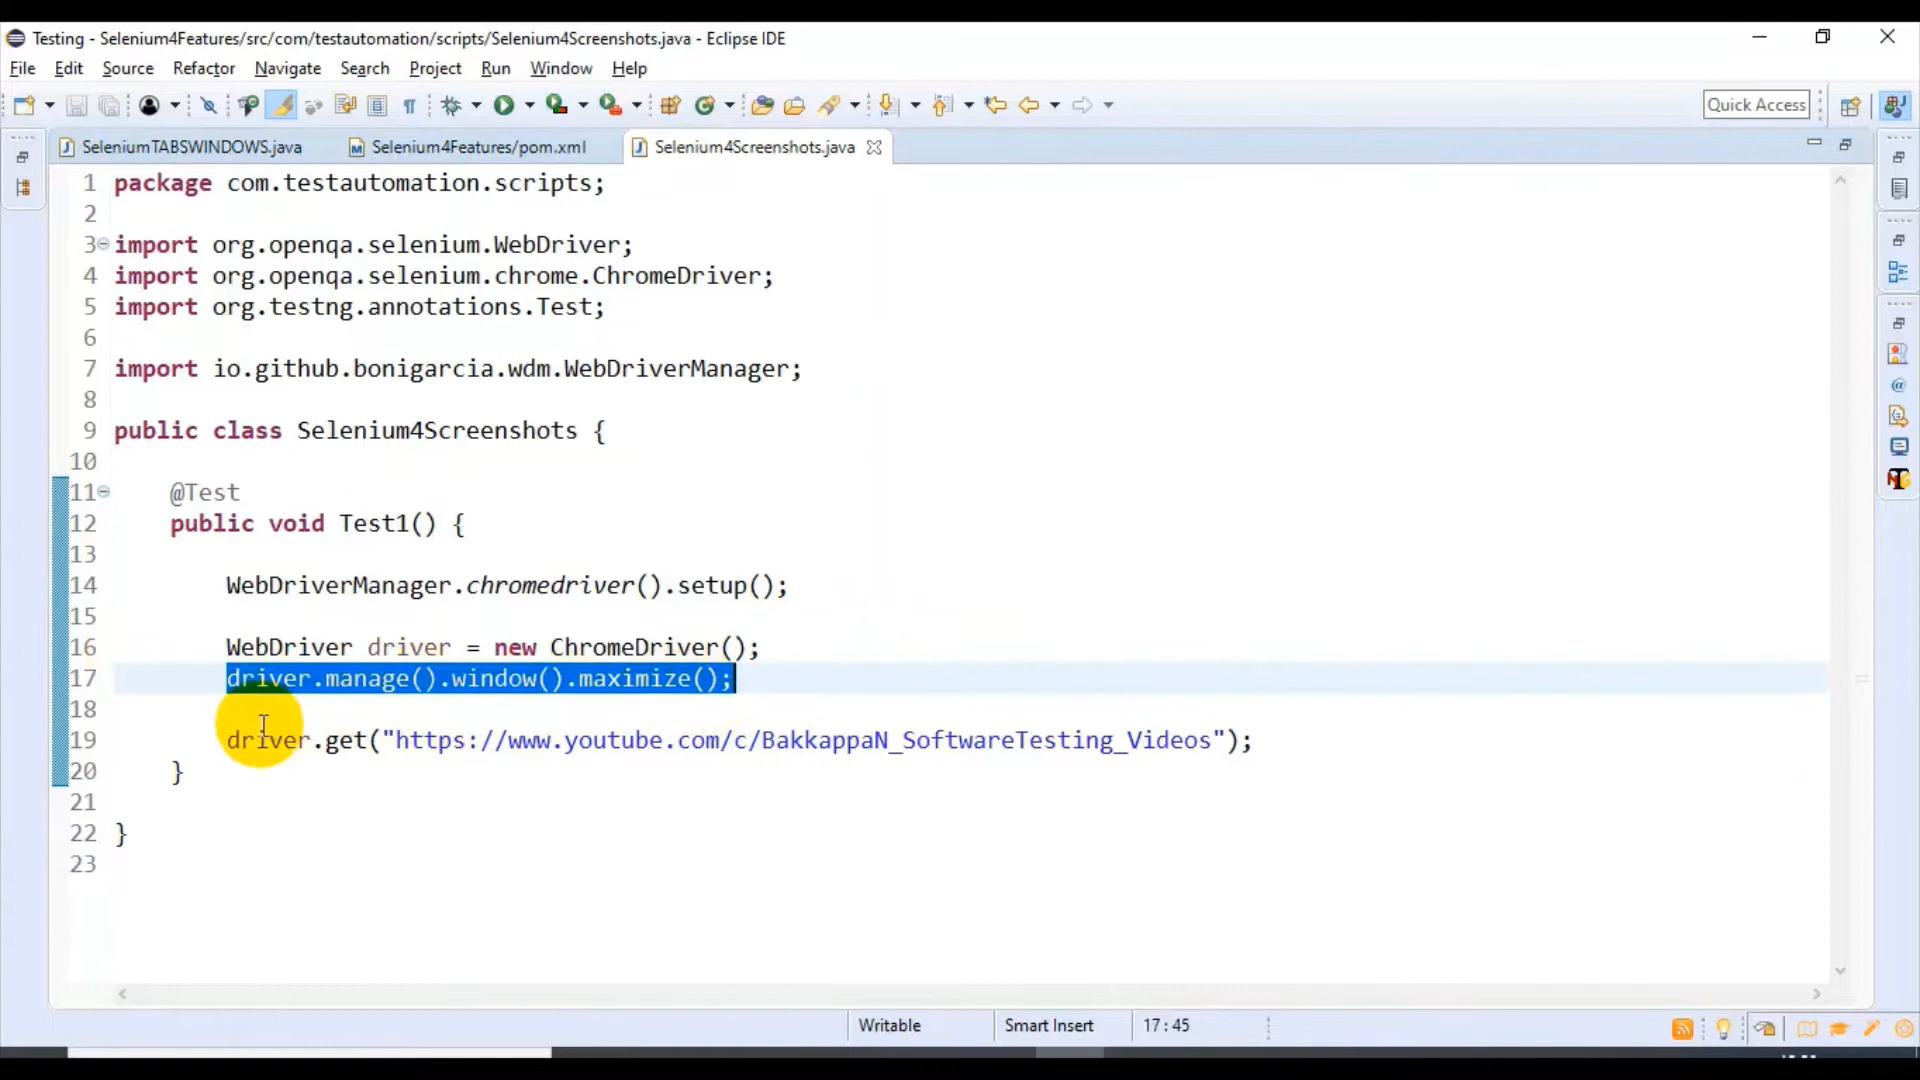 Testing - Selenium4Features/src/com/testautomation/scripts/Selenium4Screenshots.java - Eclipse IDE
File Edit Source Refactor Navigate Search Project Run Window Help
Quick Access
SeleniumTABSWINDOWS.java Selenium4Features/pom.xml Selenium4Screenshots.java
1 package com.testautomation.scripts;
2
3 import org.openqa.selenium.WebDriver;
4 import org.openqa.selenium.chrome.ChromeDriver;
5 import org.testng.annotations.Test;
6
7 import io.github.bonigarcia.wdm.WebDriverManager;
8
9 public class Selenium4Screenshots {
10
11 @Test
12 public void Test1() {
13
14 WebDriverManager.chromedriver().setup();
15
16 WebDriver driver = new ChromeDriver();
17 driver.manage().window().maximize();
18
19 driver.get("https://www.youtube.com/c/BakkappaN_SoftwareTesting_Videos");
20 }
21
22 }
23
Writable Smart Insert 17:45